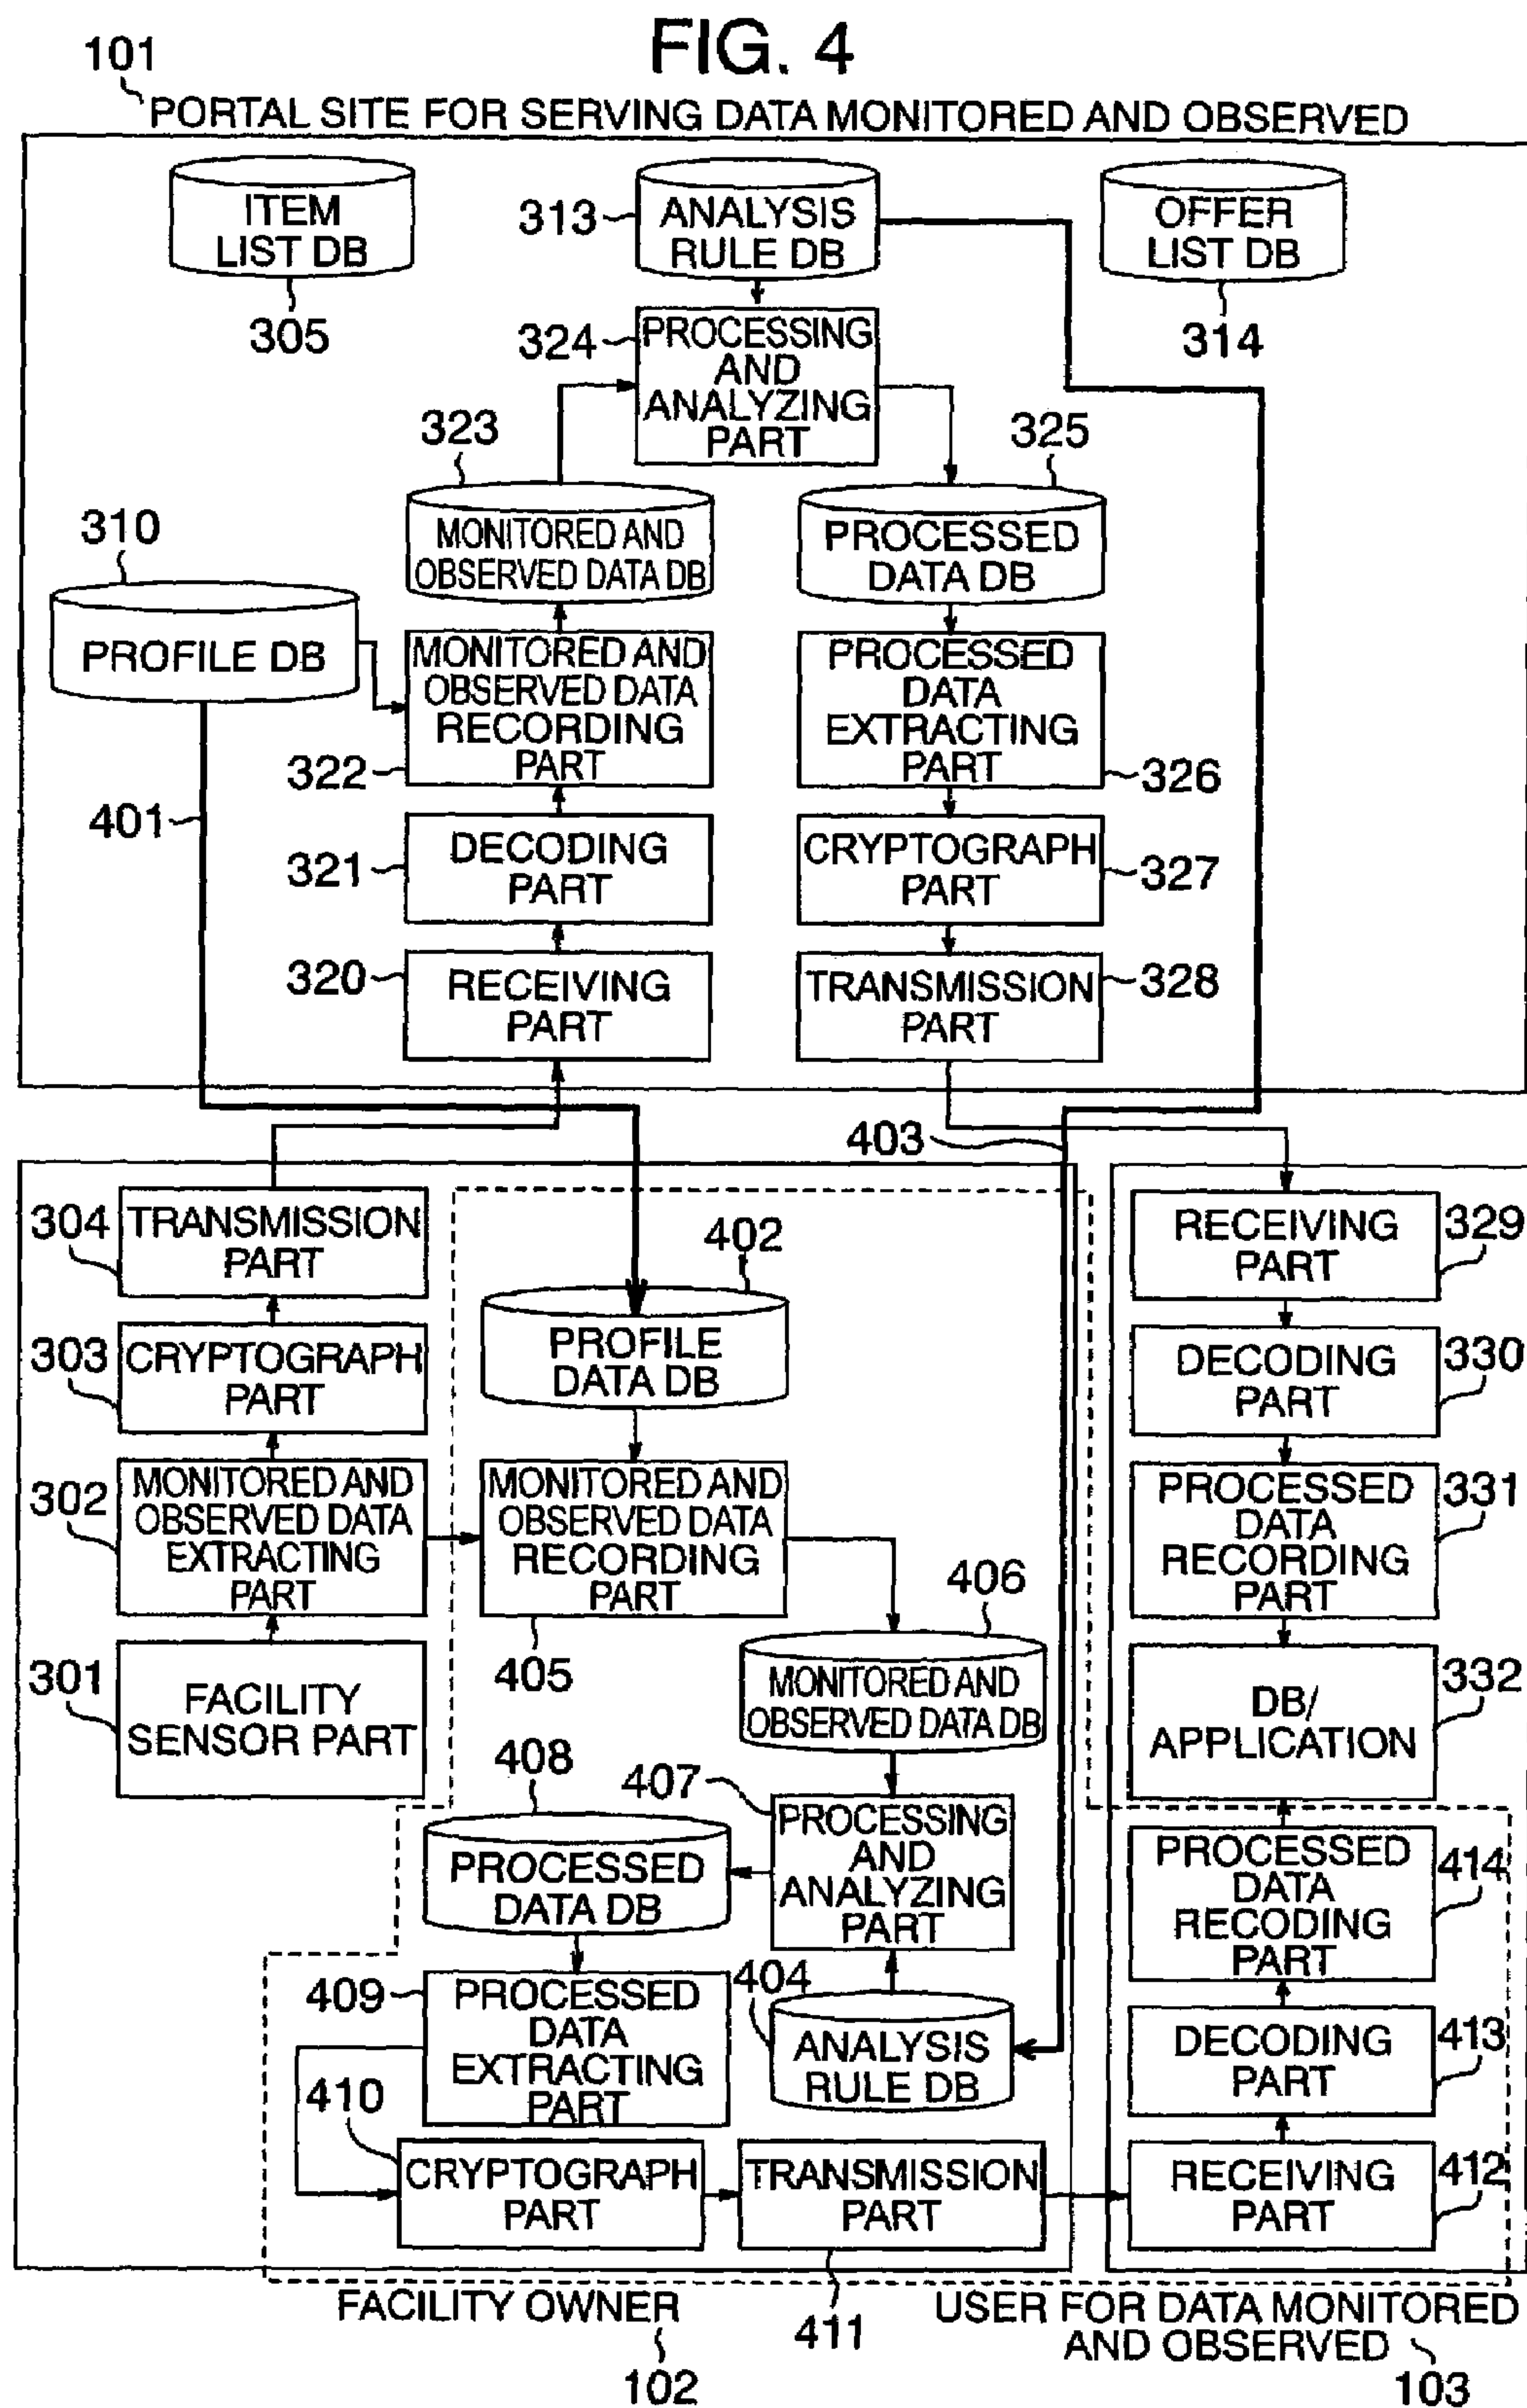 FIG. 4
101
PORTAL SITE FOR SERVING DATA MONITORED AND OBSERVED
ITEM
LIST DB
305
313
ANALYSIS
RULE DB
OFFER
LIST DB
314
324
PROCESSING
AND
ANALYZING
PART
323
MONITORED AND
OBSERVED DATA DB
325
PROCESSED
DATA DB
310
PROFILE DB
MONITORED AND
OBSERVED DATA
RECORDING
PART
322
PROCESSED
DATA
EXTRACTING
PART
326
401
321
DECODING
PART
CRYPTOGRAPH
PART
327
320
RECEIVING
PART
TRANSMISSION
PART
328
403
304
TRANSMISSION
PART
402
PROFILE
DATA DB
RECEIVING
PART
329
303
CRYPTOGRAPH
PART
DECODING
PART
330
302
MONITORED AND
OBSERVED DATA
EXTRACTING
PART
MONITORED AND
OBSERVED DATA
RECORDING
PART
405
PROCESSED
DATA
RECORDING
PART
331
406
MONITORED AND
OBSERVED DATA DB
301
FACILITY
SENSOR PART
DB/
APPLICATION
332
408
PROCESSED
DATA DB
407
PROCESSING
AND
ANALYZING
PART
PROCESSED
DATA
RECODING
PART
414
409
PROCESSED
DATA
EXTRACTING
PART
404
ANALYSIS
RULE DB
DECODING
PART
413
410
CRYPTOGRAPH
PART
TRANSMISSION
PART
411
RECEIVING
PART
412
FACILITY OWNER
102
USER FOR DATA MONITORED
AND OBSERVED
103